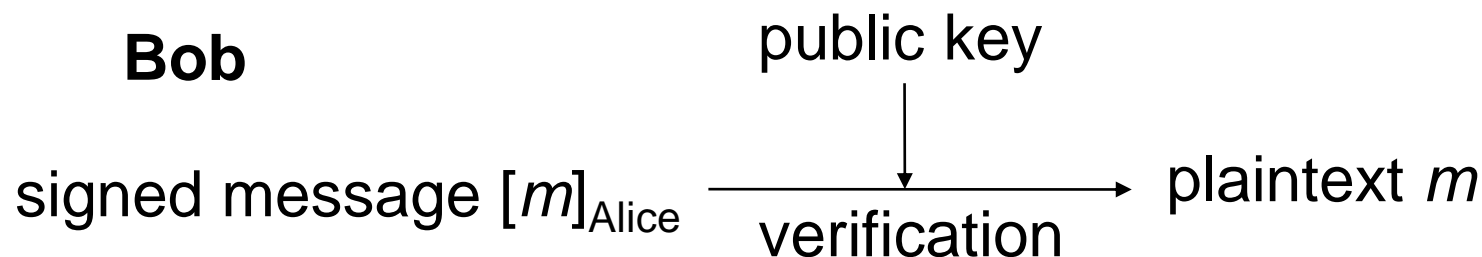 Bob
public key
signed message [m]Alice
verification
plaintext m